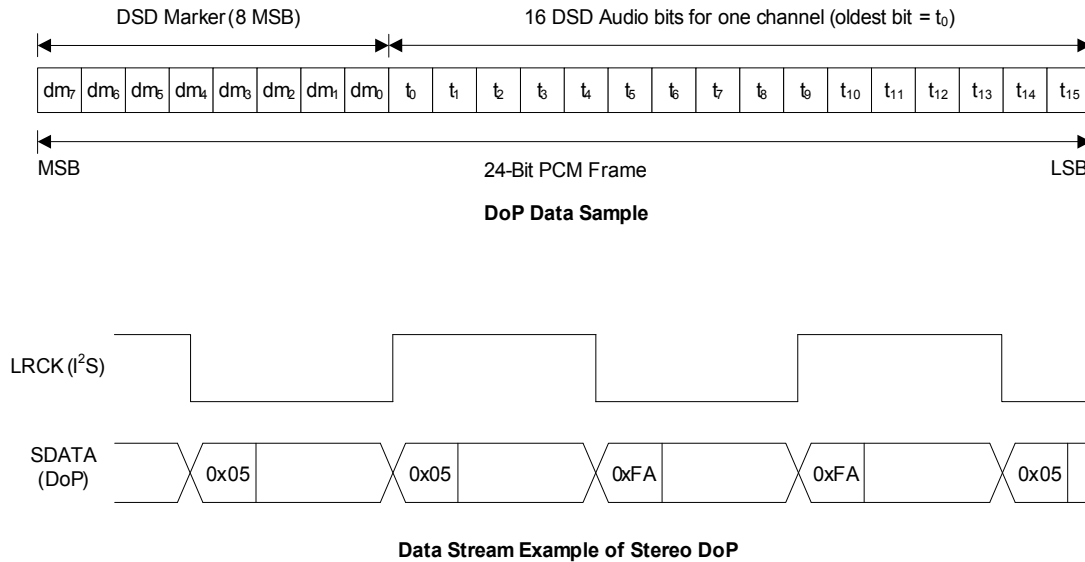 DSD Marker (8 MSB) 16 DSD Audio bits for one channel (oldest bit = t₀)
dm₇ dm₆ dm₅ dm₄ dm₃ dm₂ dm₁ dm₀ t₀ t₁ t₂ t₃ t₄ t₅ t₆ t₇ t₈ t₉ t₁₀ t₁₁ t₁₂ t₁₃ t₁₄ t₁₅
MSB 24-Bit PCM Frame LSB
DoP Data Sample
LRCK (I²S)
SDATA
(DoP)
0x05 0x05 0xFA 0xFA 0x05
Data Stream Example of Stereo DoP